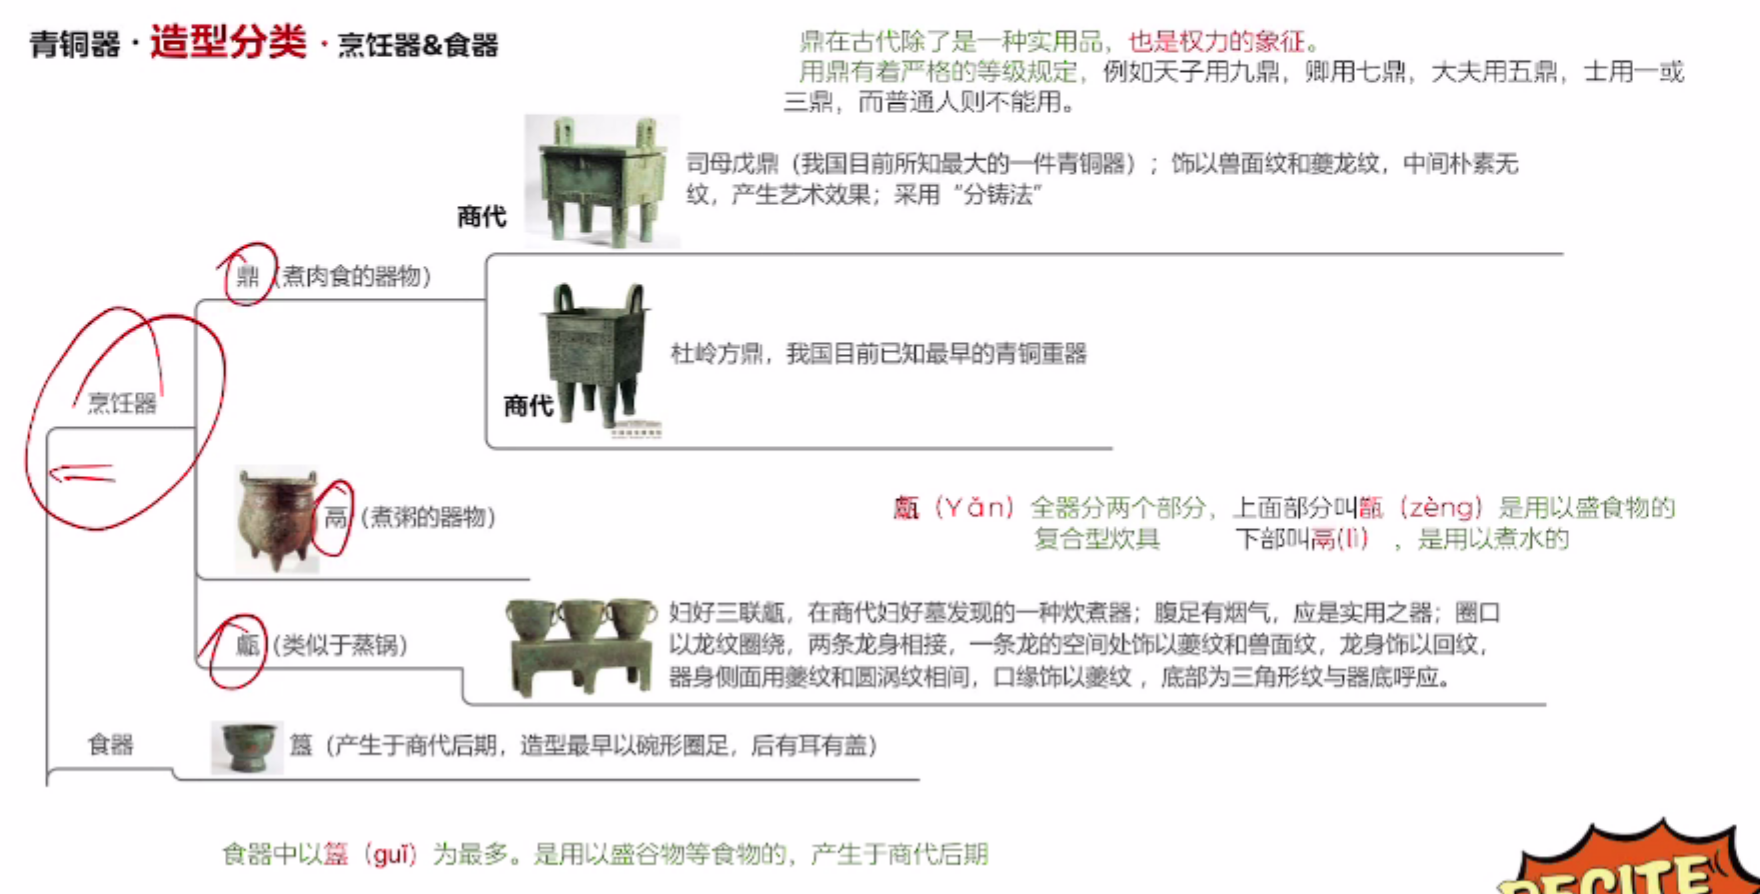 青铜器·造型分类·烹饪器&食器
鼎在古代除了是一种实用品，也是权力的象征。
用鼎有着严格的等级规定，例如天子用九鼎，卿用七鼎，大夫用五鼎，士用一或
三鼎，而普通人则不能用。
司母戊鼎（我国目前所知最大的一件青铜器）；饰以兽面纹和夔龙纹，中间朴素无
纹，产生艺术效果；采用“分铸法”
商代
鼎（煮肉食的器物）
杜岭方鼎，我国目前已知最早的青铜重器
商代
烹饪器
鬲（煮粥的器物）
甗（Yǎn）全器分两个部分，上面部分叫甑（zèng）是用以盛食物的
复合型炊具 下部叫鬲(lì)，是用以煮水的
甗（类似于蒸锅）
妇好三联甗，在商代妇好墓发现的一种炊煮器；腹足有烟气，应是实用之器；圈口
以龙纹圈绕，两条龙身相接，一条龙的空间处饰以夔纹和兽面纹，龙身饰以回纹，
器身侧面用夔纹和圆涡纹相间，口缘饰以夔纹，底部为三角形纹与器底呼应。
食器
簋（产生于商代后期，造型最早以碗形圈足，后有耳有盖）
食器中以簋（guǐ）为最多。是用以盛谷物等食物的，产生于商代后期
RECITE